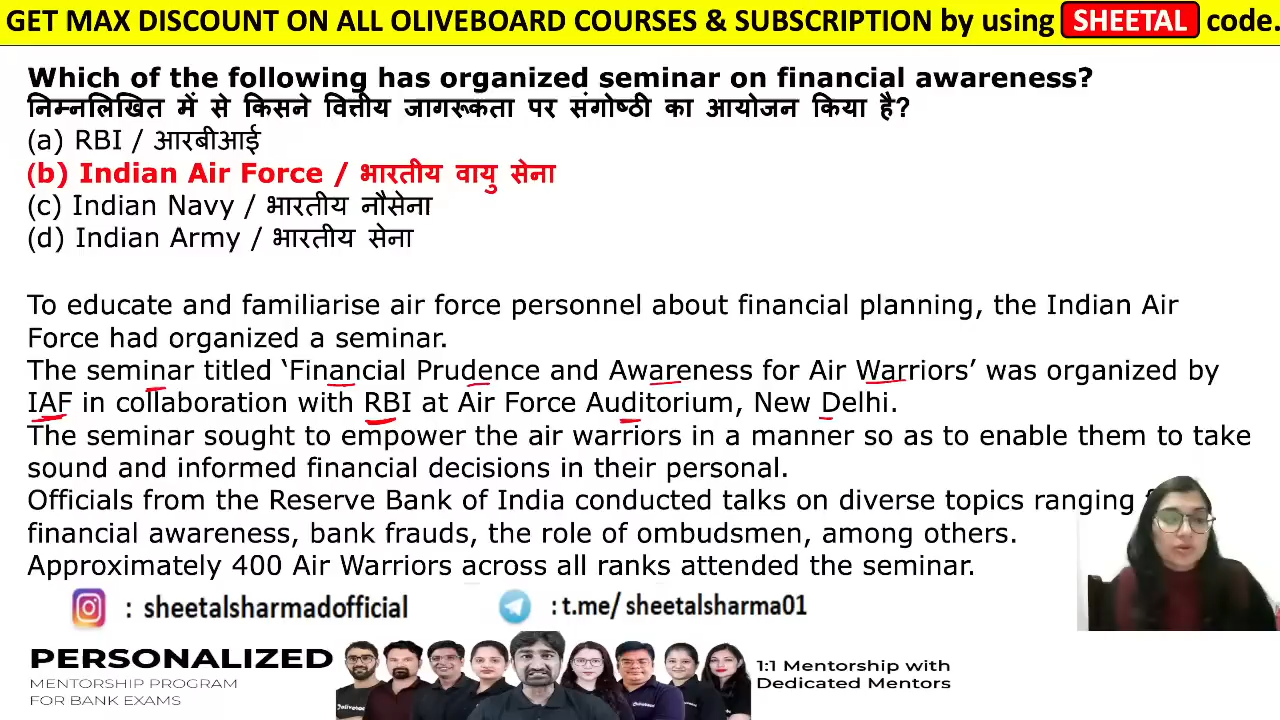 GET MAX DISCOUNT ON ALL OLIVEBOARD COURSES & SUBSCRIPTION by using SHEETAL code.
Which of the following has organized seminar on financial awareness?
निम्नलिखित में से किसने वित्तीय जागरूकता पर संगोष्ठी का आयोजन किया है?
(a) RBI / आरबीआई
(b) Indian Air Force / भारतीय वायु सेना
(c) Indian Navy / भारतीय नौसेना
(d) Indian Army / भारतीय सेना
To educate and familiarise air force personnel about financial planning, the Indian Air
Force had organized a seminar.
The seminar titled ‘Financial Prudence and Awareness for Air Warriors’ was organized by
IAF in collaboration with RBI at Air Force Auditorium, New Delhi.
The seminar sought to empower the air warriors in a manner so as to enable them to take
sound and informed financial decisions in their personal.
Officials from the Reserve Bank of India conducted talks on diverse topics ranging
financial awareness, bank frauds, the role of ombudsmen, among others.
Approximately 400 Air Warriors across all ranks attended the seminar.
: sheetalsharmadofficial
: t.me/ sheetalsharma01
PERSONALIZED
MENTORSHIP PROGRAM
FOR BANK EXAMS
1:1 Mentorship with
Dedicated Mentors